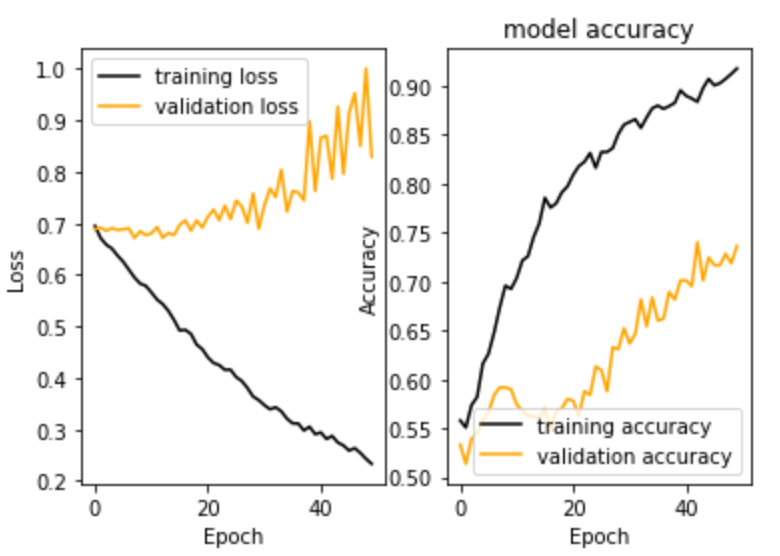 model accuracy
1.0
0.9
0.8
0.7
0.6
0.5
0.4
0.3
0.2
Loss
training loss
validation loss
0
20
40
Epoch
0.90
0.85
0.80
0.75
0.70
0.65
0.60
0.55
0.50
Accuracy
training accuracy
validation accuracy
0
20
40
Epoch